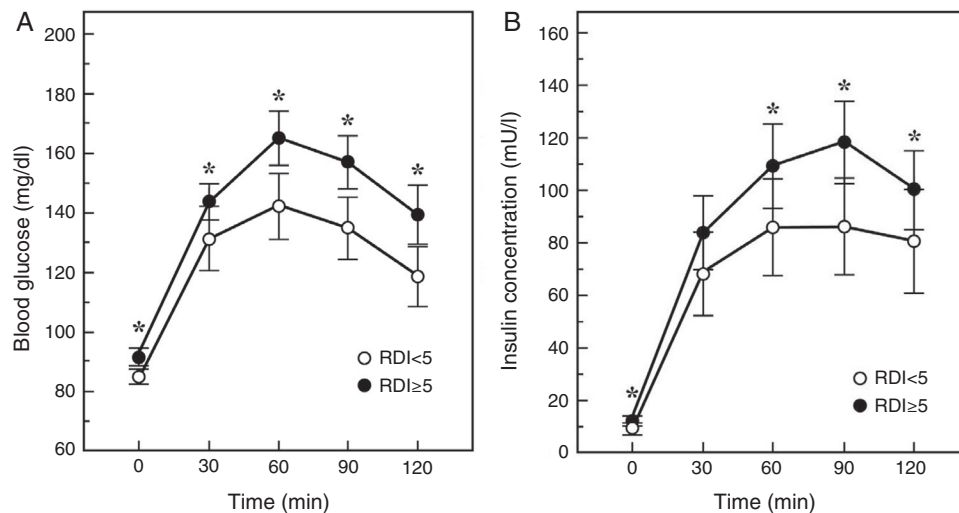 A
Blood glucose (mg/dl)
200
180
160
140
120
100
80
60
*
*
*
*
*
RDI<5
RDI≥5
0 30 60 90 120
Time (min)
B
Insulin concentration (mU/l)
160
140
120
100
80
60
40
20
0
*
*
*
*
RDI<5
RDI≥5
0 30 60 90 120
Time (min)